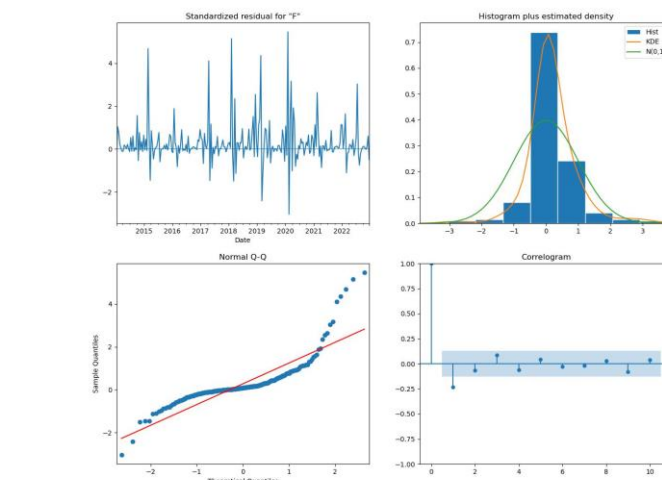 Standardized residual for "F"
4
2
0
−2
2015 2016 2017 2018 2019 2020 2021 2022
Date
Histogram plus estimated density
Hist
KDE
N(0,1
0.7
0.6
0.5
0.4
0.3
0.2
0.1
0.0
−3 −2 −1 0 1 2 3
Normal Q-Q
Sample Quantiles
4
2
0
−2
−2 −1 0 1 2
Theoretical Quantiles
Correlogram
1.00
0.75
0.50
0.25
0.00
−0.25
−0.50
−0.75
−1.00
0 2 4 6 8 10